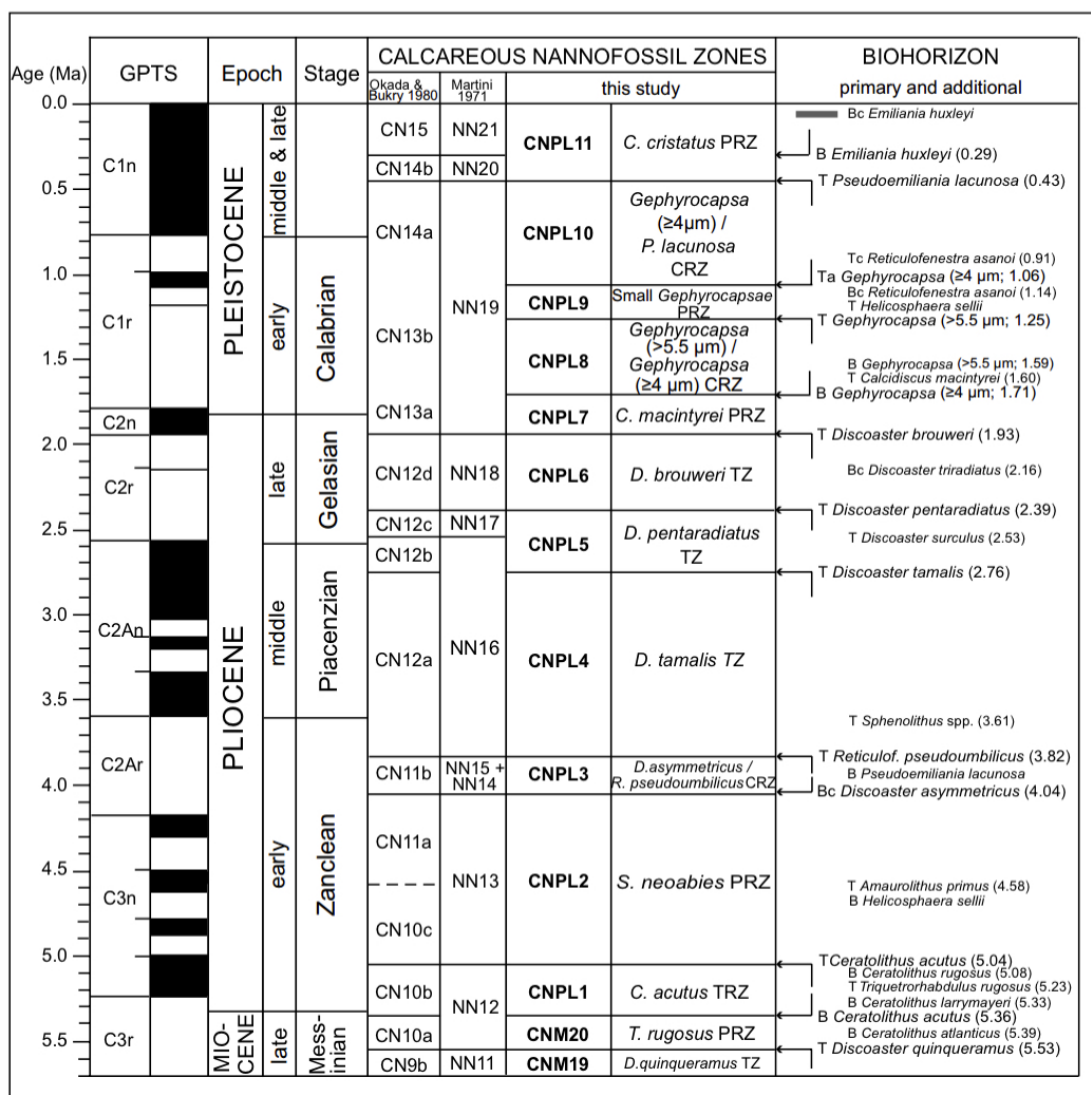 CALCAREOUS NANNOFOSSIL ZONES
BIOHORIZON
Age (Ma)
GPTS
Epoch
Stage
Okada &
Bukry 1980
Martini
1971
this study
primary and additional
0.0
0.5
1.0
1.5
2.0
2.5
3.0
3.5
4.0
4.5
5.0
5.5
C1n
C1r
C2n
C2r
C2An
C2Ar
C3n
C3r
PLEISTOCENE
PLIOCENE
MIO-
CENE
middle & late
early
late
middle
early
late
Calabrian
Gelasian
Piacenzian
Zanclean
Mess-
inian
CN15
CN14b
CN14a
CN13b
CN13a
CN12d
CN12c
CN12b
CN12a
CN11b
CN11a
CN10c
CN10b
CN10a
CN9b
NN21
NN20
NN19
NN18
NN17
NN16
NN15 +
NN14
NN13
NN12
NN11
CNPL11
CNPL10
CNPL9
CNPL8
CNPL7
CNPL6
CNPL5
CNPL4
CNPL3
CNPL2
CNPL1
CNM20
CNM19
C. cristatus PRZ
Gephyrocapsa
(≥4µm) /
P. lacunosa
CRZ
Small Gephyrocapsae
PRZ
Gephyrocapsa
(>5.5 µm) /
Gephyrocapsa
(≥4 µm) CRZ
C. macintyrei PRZ
D. brouweri TZ
D. pentaradiatus
TZ
D. tamalis TZ
D.asymmetricus /
R. pseudoumbilicus CRZ
S. neoabies PRZ
C. acutus TRZ
T. rugosus PRZ
D.quinqueramus TZ
Bc Emiliania huxleyi
B Emiliania huxleyi (0.29)
T Pseudoemiliania lacunosa (0.43)
Tc Reticulofenestra asanoi (0.91)
Ta Gephyrocapsa (≥4 µm; 1.06)
Bc Reticulofenestra asanoi (1.14)
T Helicosphaera sellii
T Gephyrocapsa (>5.5 µm; 1.25)
B Gephyrocapsa (>5.5 µm; 1.59)
T Calcidiscus macintyrei (1.60)
B Gephyrocapsa (≥4 µm; 1.71)
T Discoaster brouweri (1.93)
Bc Discoaster triradiatus (2.16)
T Discoaster pentaradiatus (2.39)
T Discoaster surculus (2.53)
T Discoaster tamalis (2.76)
T Sphenolithus spp. (3.61)
T Reticulof. pseudoumbilicus (3.82)
B Pseudoemiliania lacunosa
Bc Discoaster asymmetricus (4.04)
T Amaurolithus primus (4.58)
B Helicosphaera sellii
TCeratolithus acutus (5.04)
B Ceratolithus rugosus (5.08)
T Triquetrorhabdulus rugosus (5.23)
B Ceratolithus larrymayeri (5.33)
B Ceratolithus acutus (5.36)
B Ceratolithus atlanticus (5.39)
T Discoaster quinqueramus (5.53)